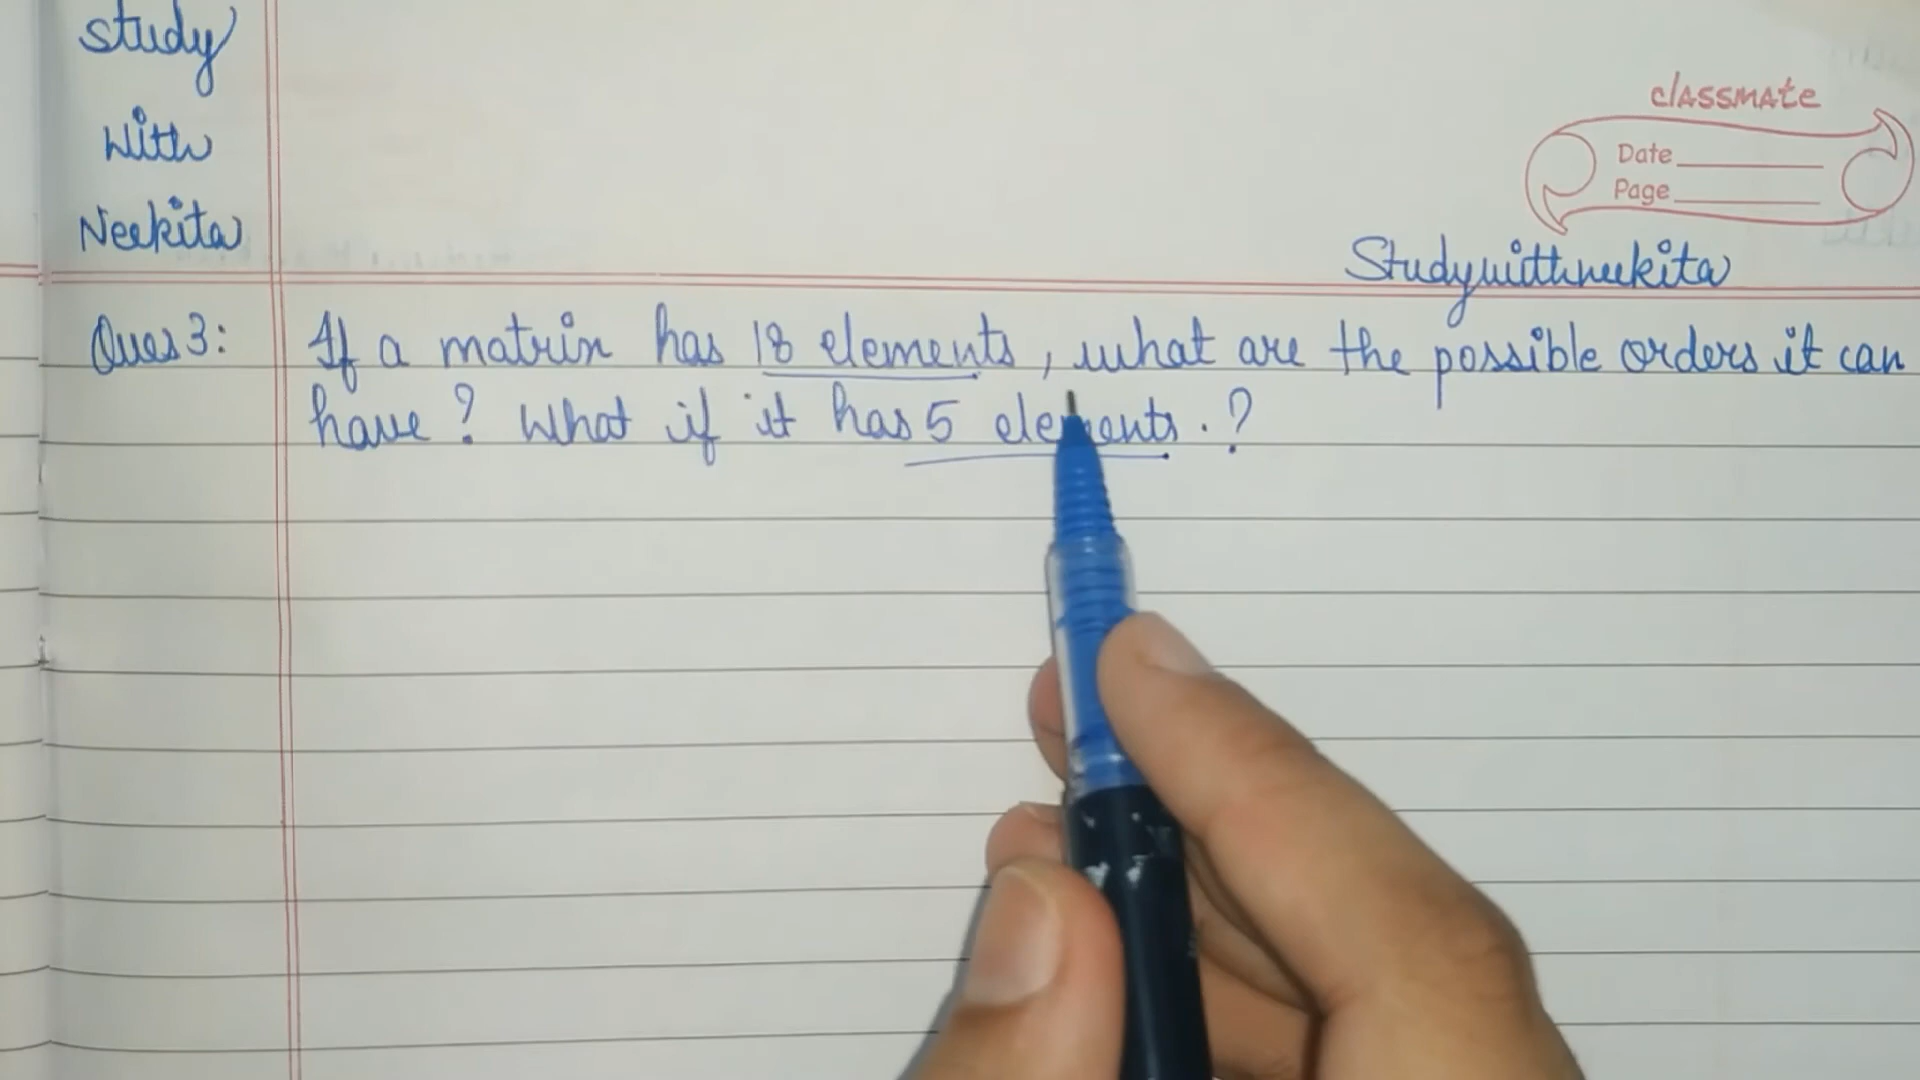 study
With
Neekita
classmate
Date
Page
Studywithneekita
Ques 3: If a matrix has 18 elements, what are the possible orders it can
have? What if it has 5 elements.?